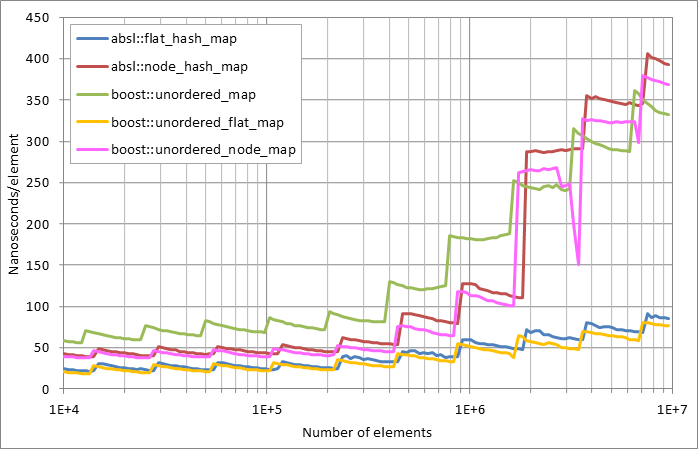 450
400
350
300
250
200
150
100
50
0
Nanoseconds/element
absl::flat_hash_map
absl::node_hash_map
boost::unordered_map
boost::unordered_flat_map
boost::unordered_node_map
1E+4 1E+5 1E+6 1E+7
Number of elements